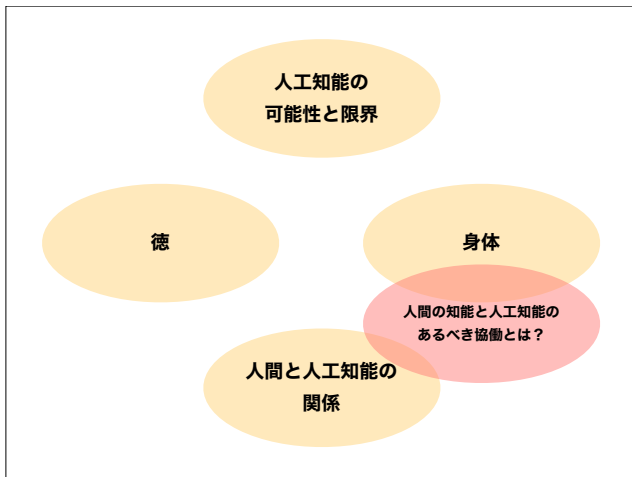 人工知能の
可能性と限界
徳
身体
人間の知能と人工知能の
あるべき協働とは？
人間と人工知能の
関係